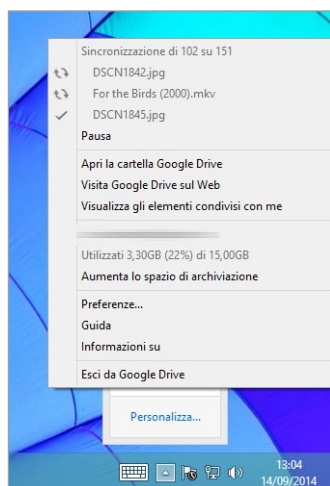 Sincronizzazione di 102 su 151
DSCN1842.jpg
For the Birds (2000).mkv
DSCN1845.jpg
Pausa
Apri la cartella Google Drive
Visita Google Drive sul Web
Visualizza gli elementi condivisi con me
Utilizzati 3,30GB (22%) di 15,00GB
Aumenta lo spazio di archiviazione
Preferenze...
Guida
Informazioni su
Esci da Google Drive
Personalizza...
13:04
14/09/2014